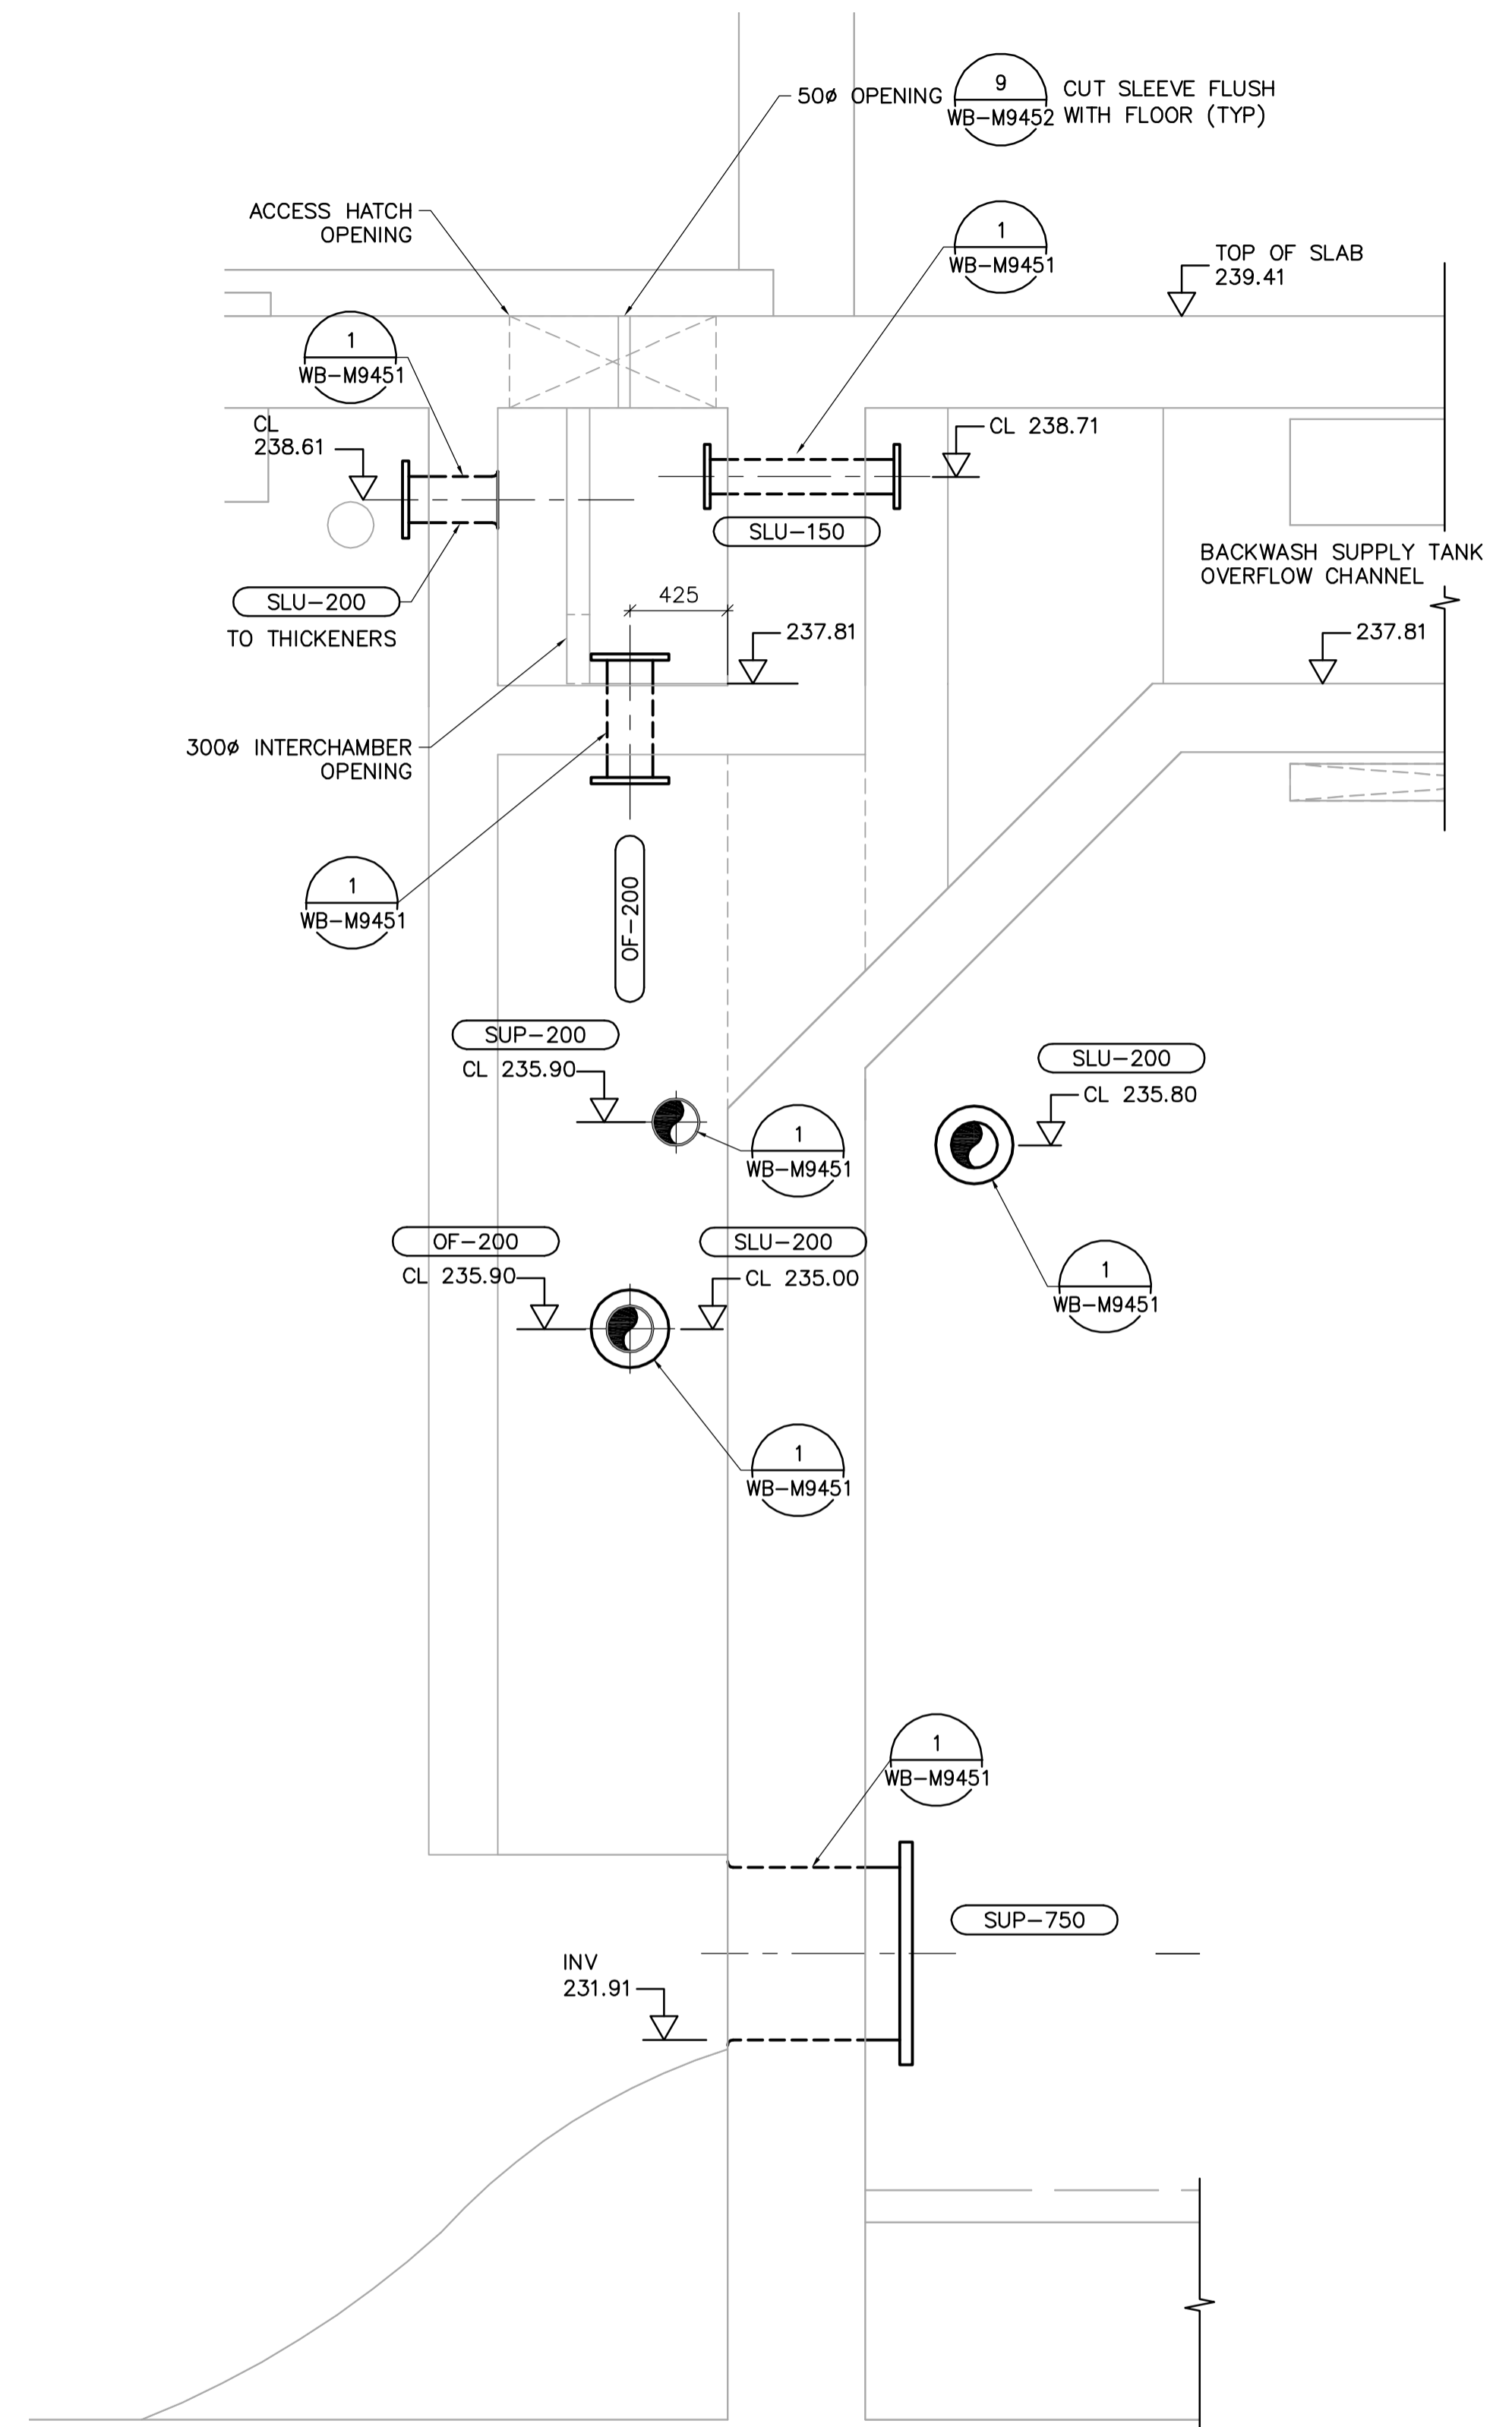 50ø OPENING
9
WB-M9452
CUT SLEEVE FLUSH
WITH FLOOR (TYP)
ACCESS HATCH
OPENING
1
WB-M9451
TOP OF SLAB
239.41
1
WB-M9451
CL
238.61
CL 238.71
SLU-150
BACKWASH SUPPLY TANK
OVERFLOW CHANNEL
SLU-200
TO THICKENERS
425
237.81
237.81
300ø INTERCHAMBER
OPENING
1
WB-M9451
OF-200
SUP-200
CL 235.90
SLU-200
CL 235.80
1
WB-M9451
OF-200
CL 235.90
SLU-200
CL 235.00
1
WB-M9451
1
WB-M9451
1
WB-M9451
SUP-750
INV
231.91